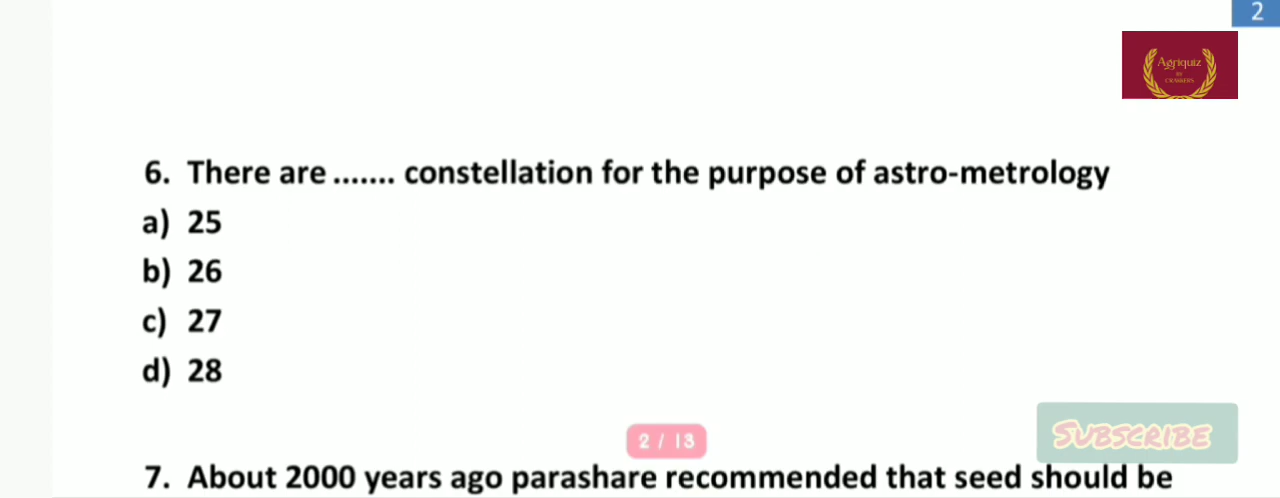 2
Agriquiz
6. There are ....... constellation for the purpose of astro-metrology
a) 25
b) 26
c) 27
d) 28
SUBSCRIBE
2 / 13
7. About 2000 years ago parashare recommended that seed should be